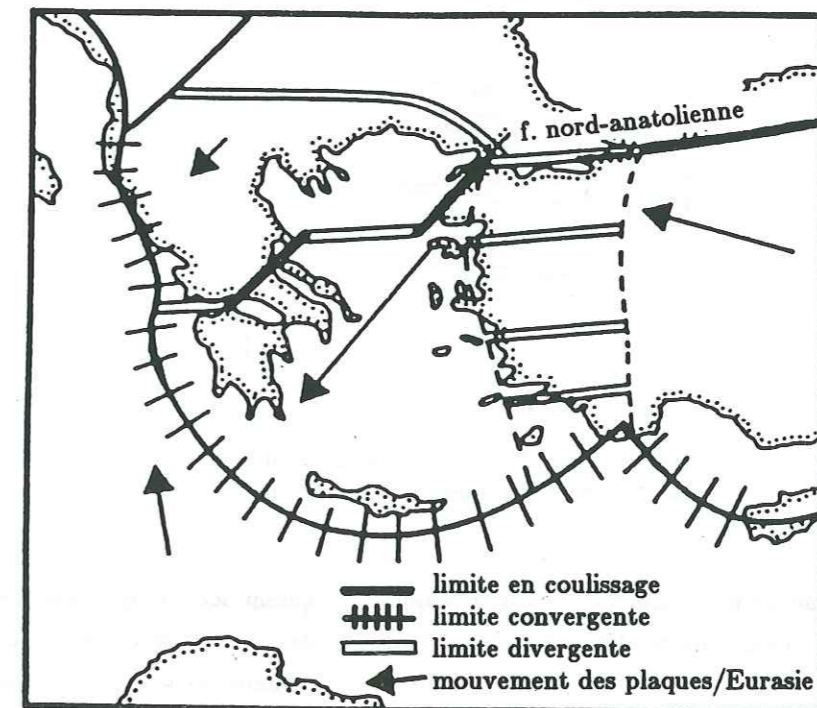 f. nord-anatolienne
limite en coulissage
limite convergente
limite divergente
mouvement des plaques/Eurasie